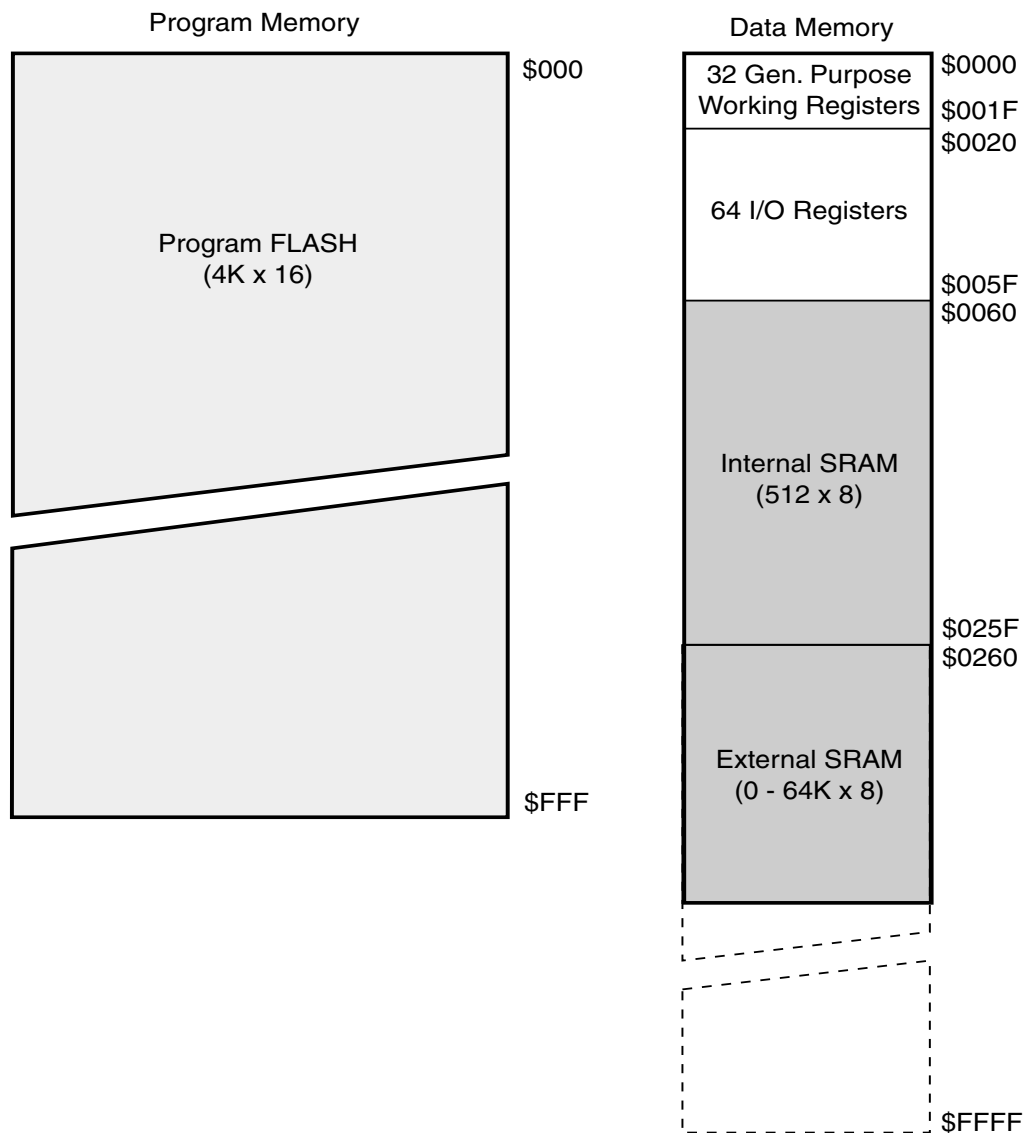 Program Memory
$000
Program FLASH
(4K x 16)
$FFF
Data Memory
32 Gen. Purpose
Working Registers
$0000
$001F
$0020
64 I/O Registers
$005F
$0060
Internal SRAM
(512 x 8)
$025F
$0260
External SRAM
(0 - 64K x 8)
$FFFF